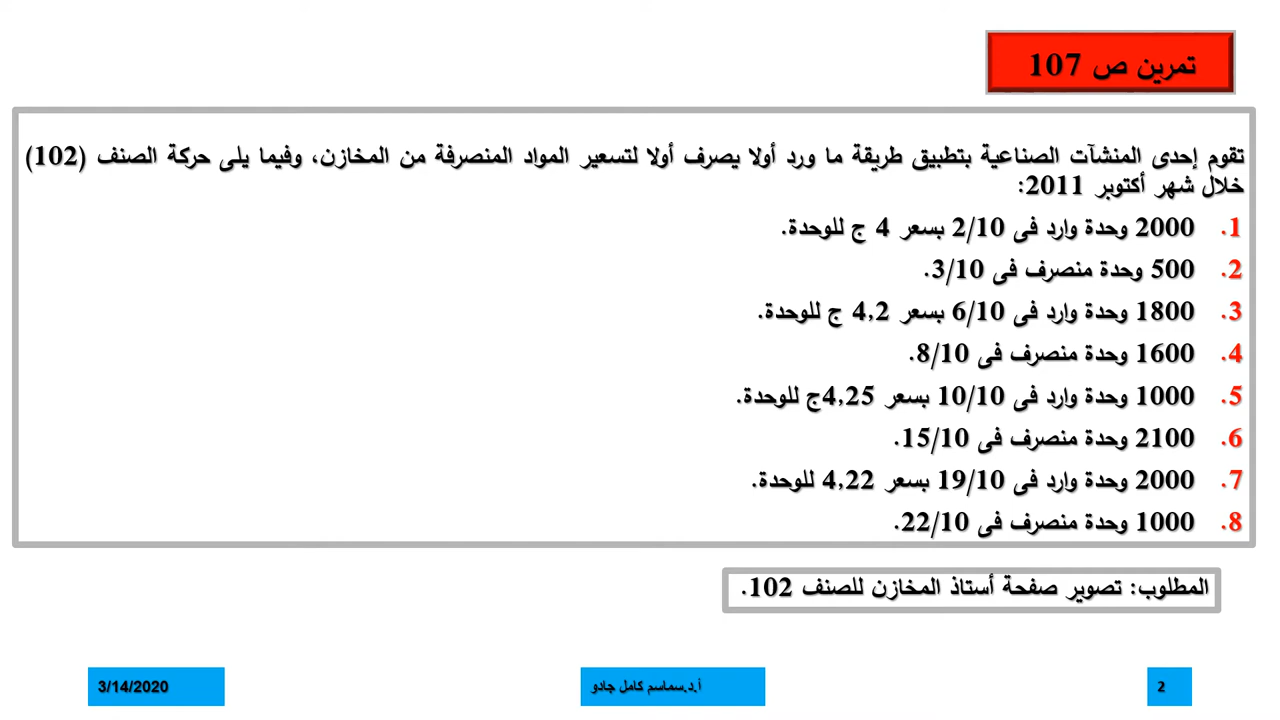 تمرين ص 107
تقوم إحدى المنشآت الصناعية بتطبيق طريقة ما ورد أولا يصرف أولا لتسعير المواد المنصرفة من المخازن، وفيما يلى حركة الصنف (102)
خلال شهر أكتوبر 2011:
1. 2000 وحدة وارد فى 2/10 بسعر 4 ج للوحدة.
2. 500 وحدة منصرف فى 3/10.
3. 1800 وحدة وارد فى 6/10 بسعر 4,2 ج للوحدة.
4. 1600 وحدة منصرف فى 8/10.
5. 1000 وحدة وارد فى 10/10 بسعر 4,25ج للوحدة.
6. 2100 وحدة منصرف فى 15/10.
7. 2000 وحدة وارد فى 19/10 بسعر 4,22 للوحدة.
8. 1000 وحدة منصرف فى 22/10.
المطلوب: تصوير صفحة أستاذ المخازن للصنف 102.
2
أ.د.سماسم كامل جادو
3/14/2020